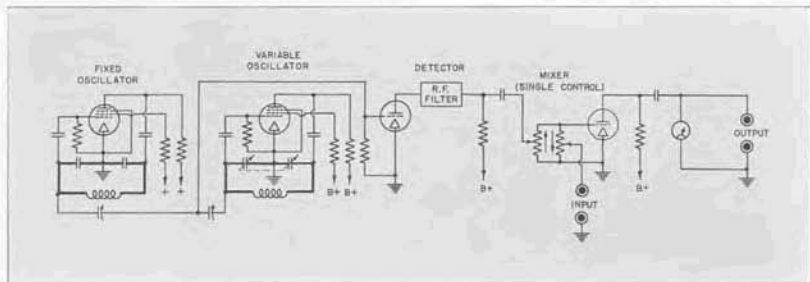 FIXED
OSCILLATOR
VARIABLE
OSCILLATOR
DETECTOR
R.F.
FILTER
MIXER
(SINGLE CONTROL)
OUTPUT
INPUT
+ +
B+ B+
B+
B+